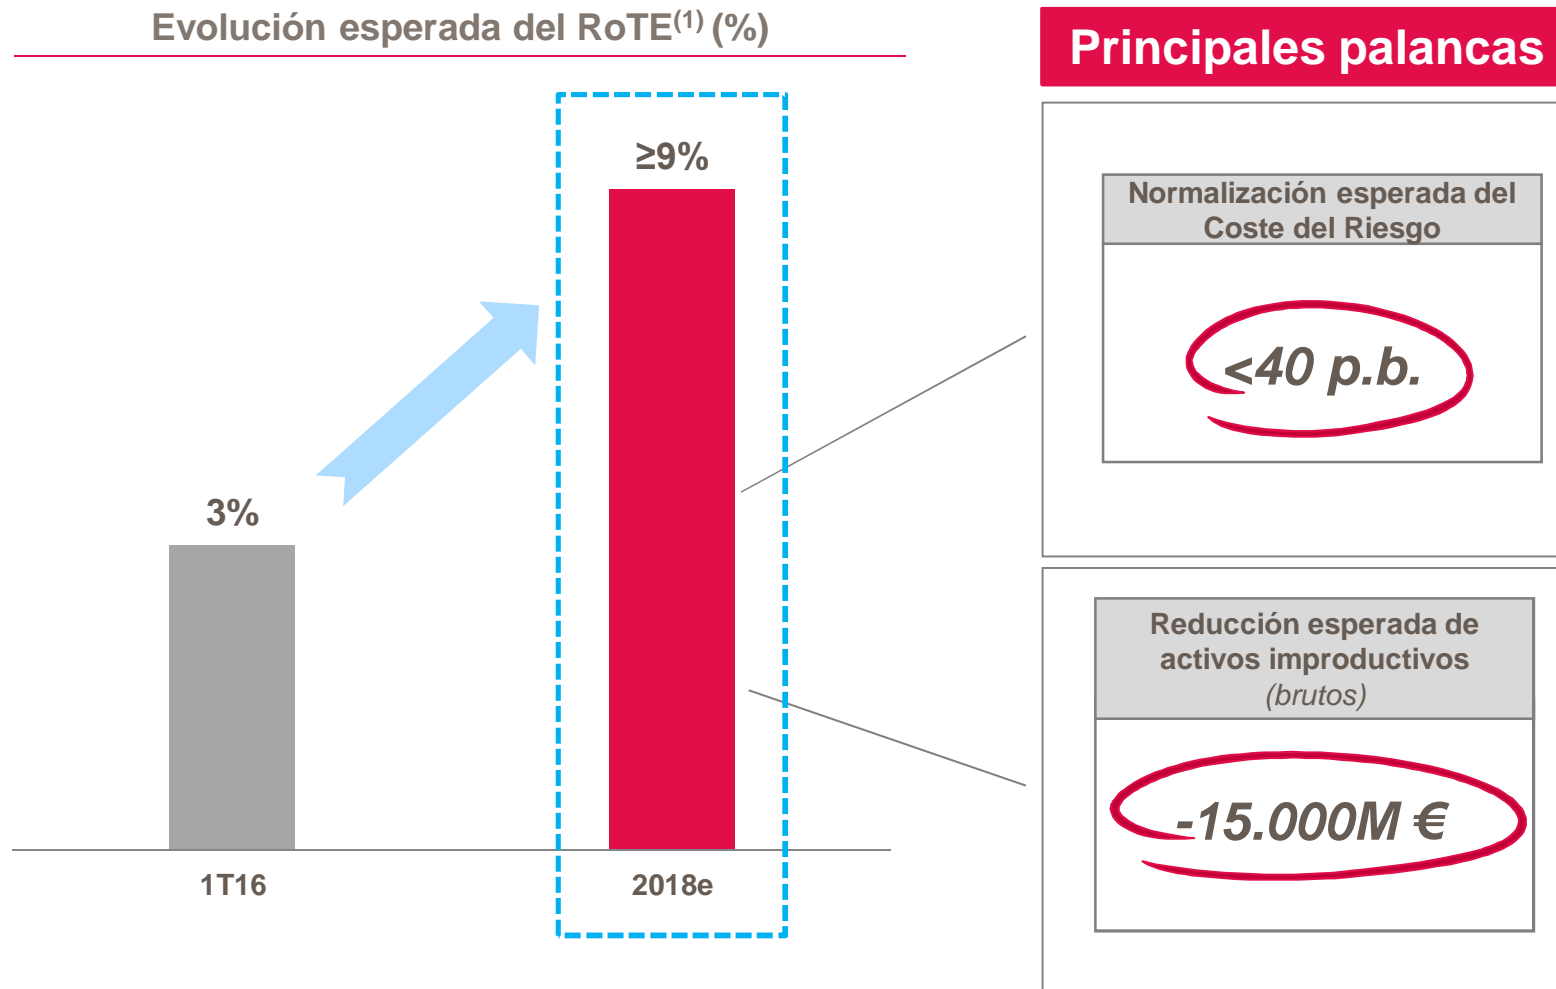 Evolución esperada del RoTE(1) (%)
≥9%
3%
1T16
2018e
Principales palancas
Normalización esperada del
Coste del Riesgo
<40 p.b.
Reducción esperada de
activos improductivos
(brutos)
-15.000M €